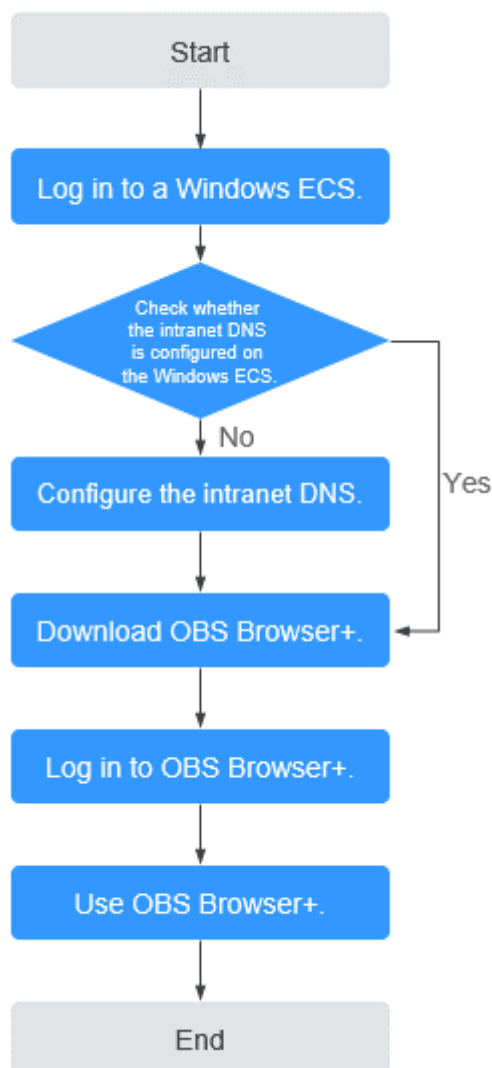 Start
Log in to a Windows ECS.
Check whether
the intranet DNS
is configured on
the Windows ECS.
No
Configure the intranet DNS.
Yes
Download OBS Browser+.
Log in to OBS Browser+.
Use OBS Browser+.
End